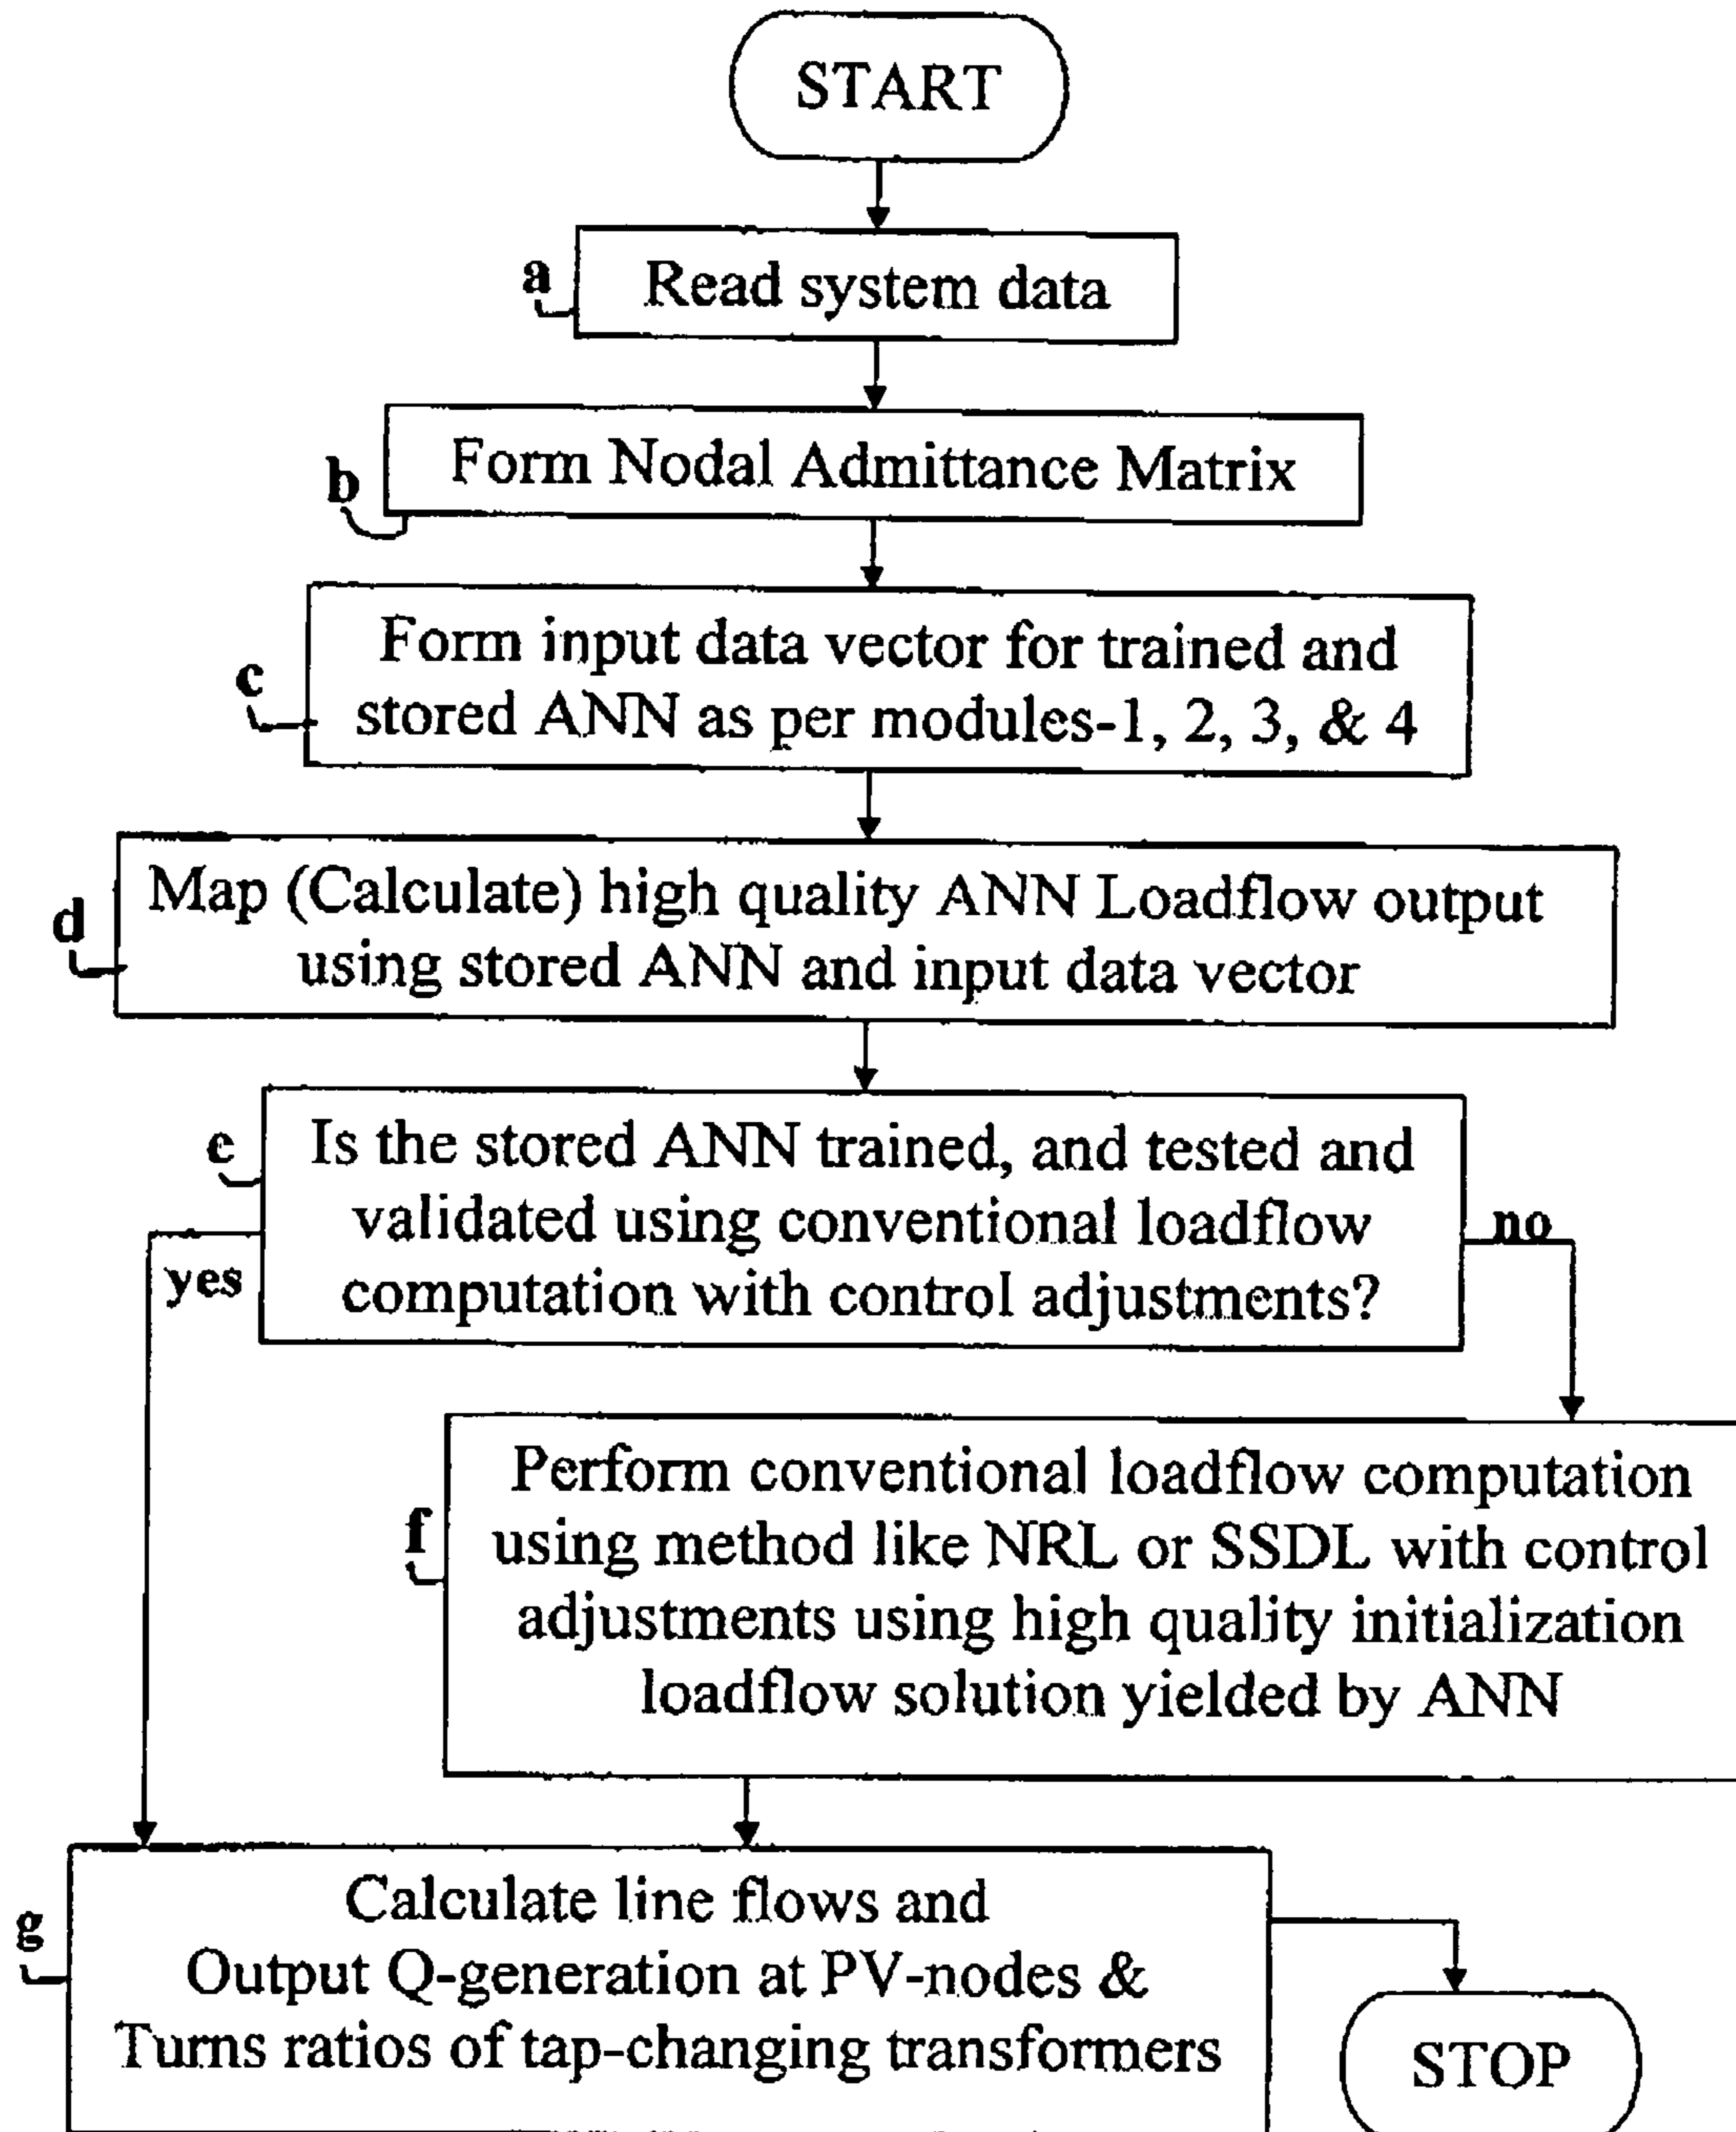 START
a
Read system data
b
Form Nodal Admittance Matrix
c
Form input data vector for trained and
stored ANN as per modules-1, 2, 3, & 4
d
Map (Calculate) high quality ANN Loadflow output
using stored ANN and input data vector
e
Is the stored ANN trained, and tested and
validated using conventional loadflow
computation with control adjustments?
yes
no
f
Perform conventional loadflow computation
using method like NRL or SSDL with control
adjustments using high quality initialization
loadflow solution yielded by ANN
g
Calculate line flows and
Output Q-generation at PV-nodes &
Turns ratios of tap-changing transformers
STOP